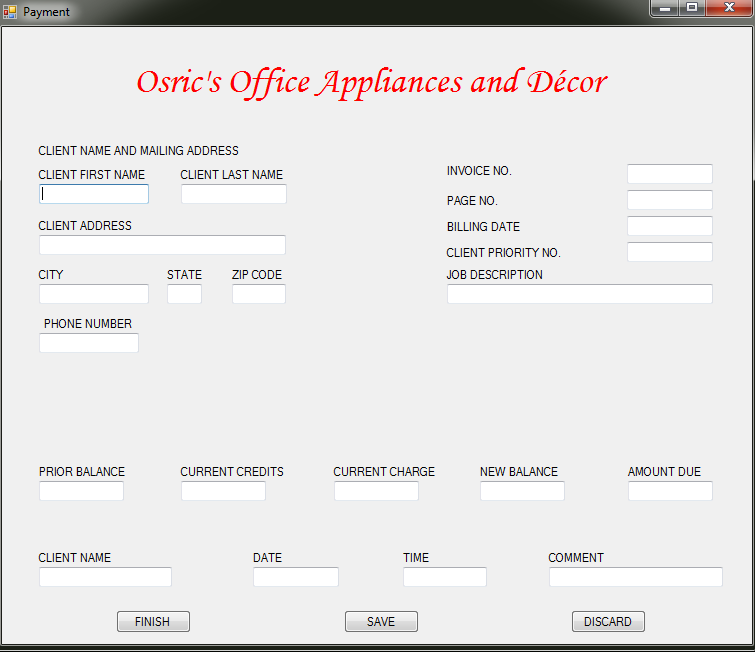 Payment
Osric's Office Appliances and Décor
CLIENT NAME AND MAILING ADDRESS
CLIENT FIRST NAME CLIENT LAST NAME
CLIENT ADDRESS
CITY STATE ZIP CODE
PHONE NUMBER
INVOICE NO.
PAGE NO.
BILLING DATE
CLIENT PRIORITY NO.
JOB DESCRIPTION
PRIOR BALANCE CURRENT CREDITS CURRENT CHARGE NEW BALANCE AMOUNT DUE
CLIENT NAME DATE TIME COMMENT
FINISH SAVE DISCARD